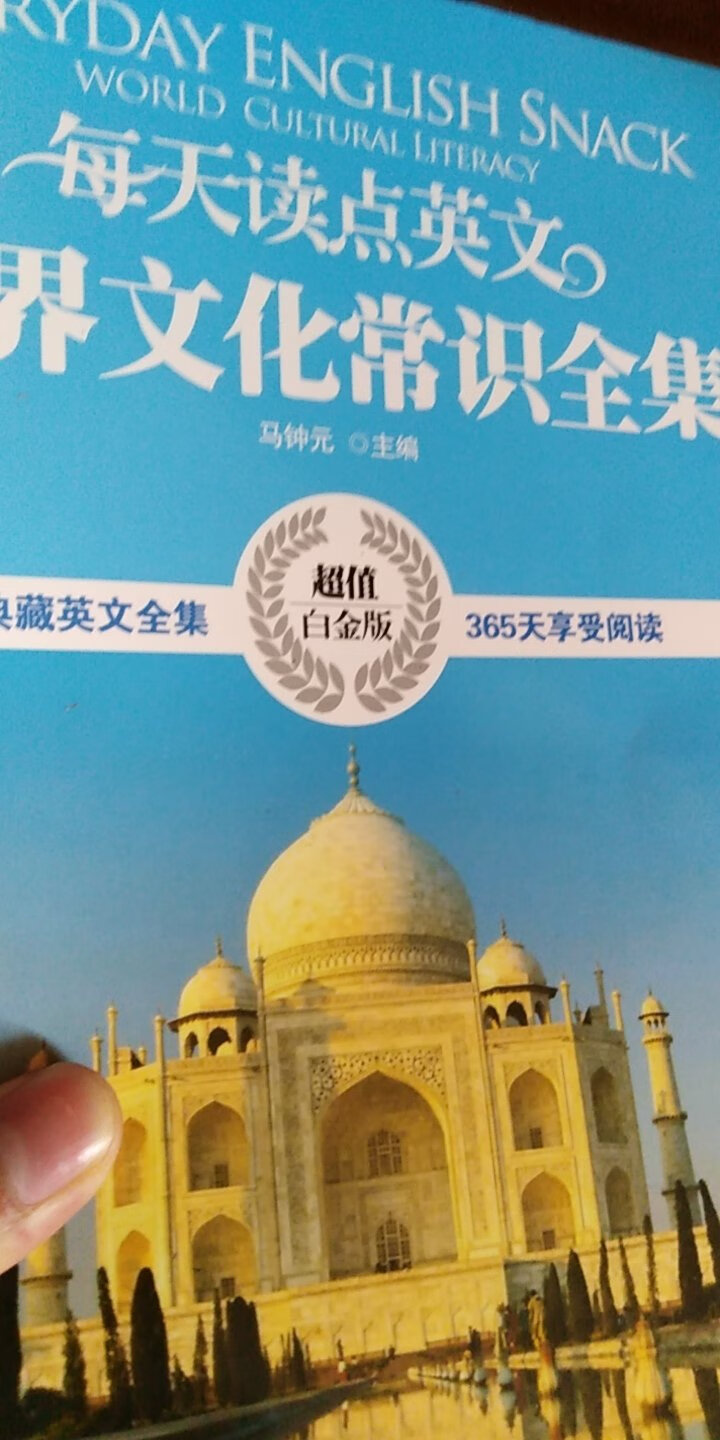 RYDAY ENGLISH SNACK
WORLD CULTURAL LITERACY
每天读点英文
界文化常识全集
马钟元 ◎主编
超值
白金版
典藏英文全集
365天享受阅读